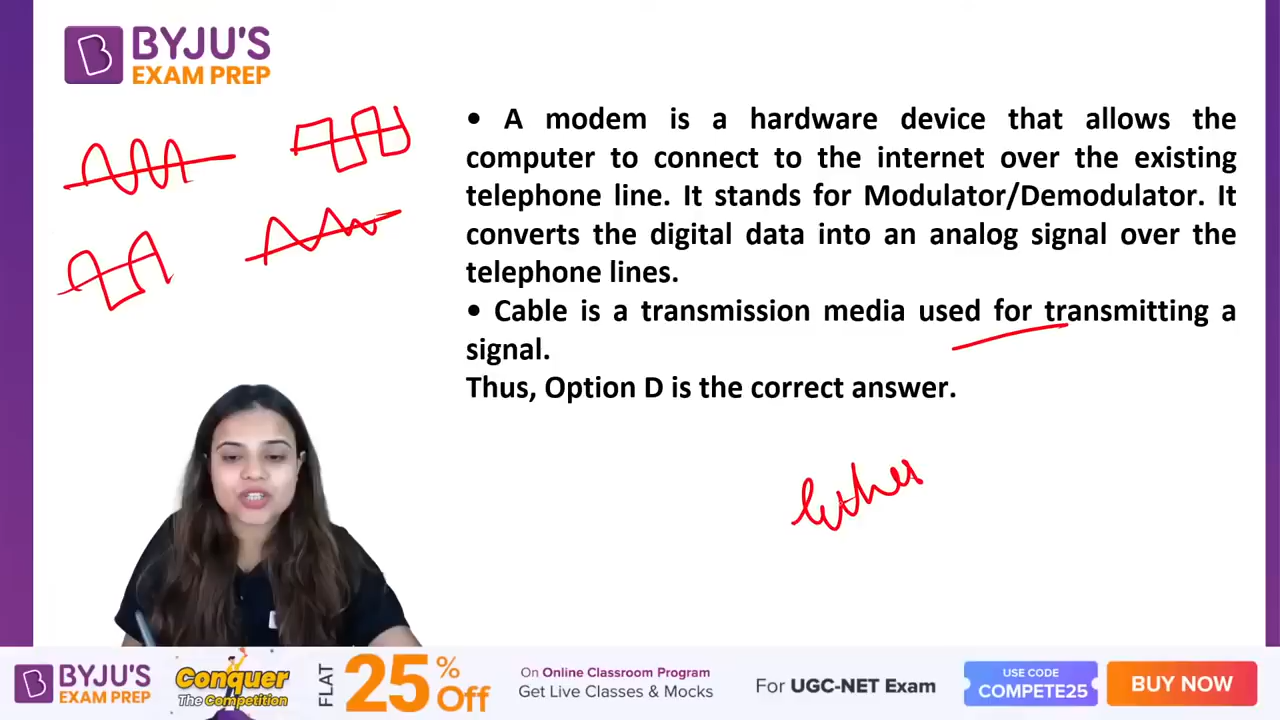 BYJU'S
EXAM PREP
• A modem is a hardware device that allows the
computer to connect to the internet over the existing
telephone line. It stands for Modulator/Demodulator. It
converts the digital data into an analog signal over the
telephone lines.
• Cable is a transmission media used for transmitting a
signal.
Thus, Option D is the correct answer.
BYJU'S
EXAM PREP
Conquer
The Competition
FLAT
25% Off
On Online Classroom Program
Get Live Classes & Mocks
For UGC-NET Exam
USE CODE
COMPETE25
BUY NOW